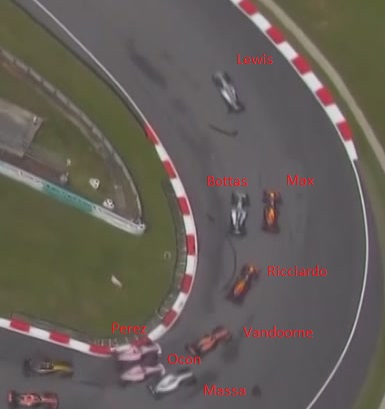 Lewis
Bottas
Max
Ricciardo
Perez
Vandoorne
Ocon
Massa